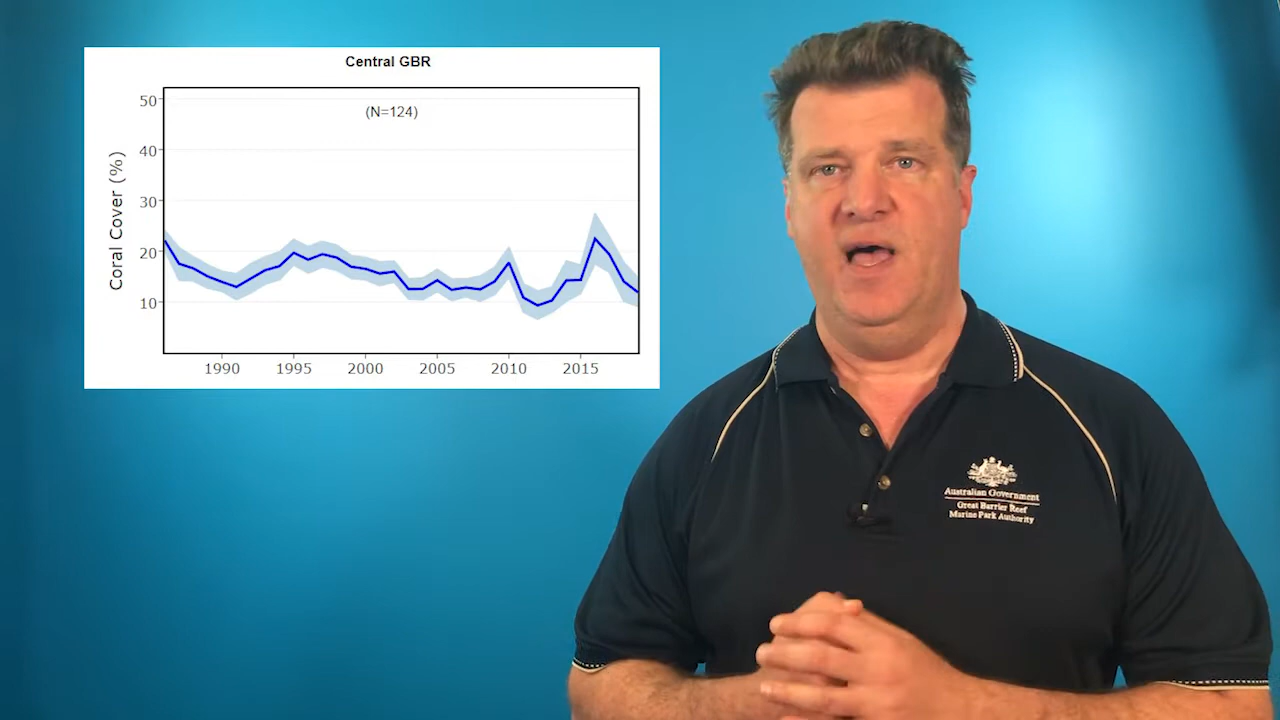 Central GBR
(N=124)
Coral Cover (%)
50
40
30
20
10
1990 1995 2000 2005 2010 2015
Australian Government
Great Barrier Reef
Marine Park Authority